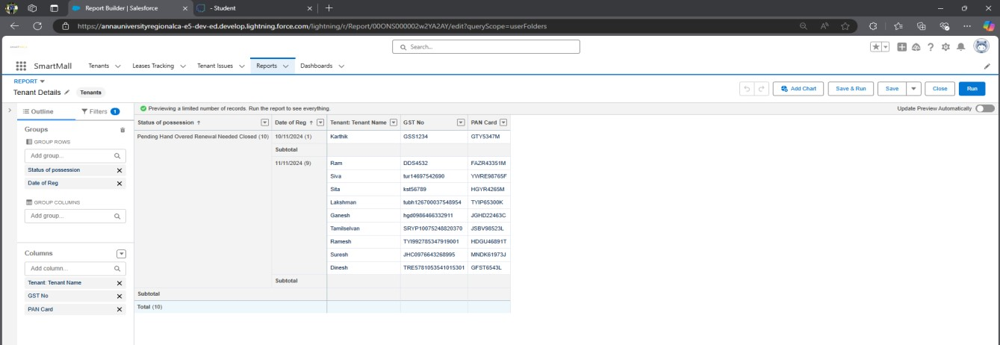 Report Builder | Salesforce
- Student
https://annauniversityregionalca-e5-dev-ed.develop.lightning.force.com/lightning/r/Report/00ONS000002w2YA2AY/edit?queryScope=userFolders
Search...
SmartMall Tenants Leases Tracking Tenant Issues Reports Dashboards
REPORT
Tenant Details Tenants
Add Chart Save & Run Save Close Run
Outline Filters 1
Previewing a limited number of records. Run the report to see everything.
Update Preview Automatically
Groups
GROUP ROWS
Add group...
Status of possession
Date of Reg
GROUP COLUMNS
Add group...
Columns
Add column...
Tenant: Tenant Name
GST No
PAN Card
Status of possession Date of Reg Tenant: Tenant Name GST No PAN Card
Pending Hand Overed Renewal Needed Closed (10) 10/11/2024 (1) Karthik GSS1234 GTY5347M
Subtotal
11/11/2024 (9) Ram DDS4532 FAZR43351M
Siva tur14697542690 YWRE98765F
Sita kst56789 HGYR4265M
Lakshman tubh126700037548954 TYIP65300K
Ganesh hgd0986466332911 JGHD22463C
Tamilselvan SRYP10075248820370 JSBV98523L
Ramesh TYI992785347919001 HDGU46891T
Suresh JHC0976643268995 MNDK61973J
Dinesh TRE5781053541015301 GFST6543L
Subtotal
Subtotal
Total (10)